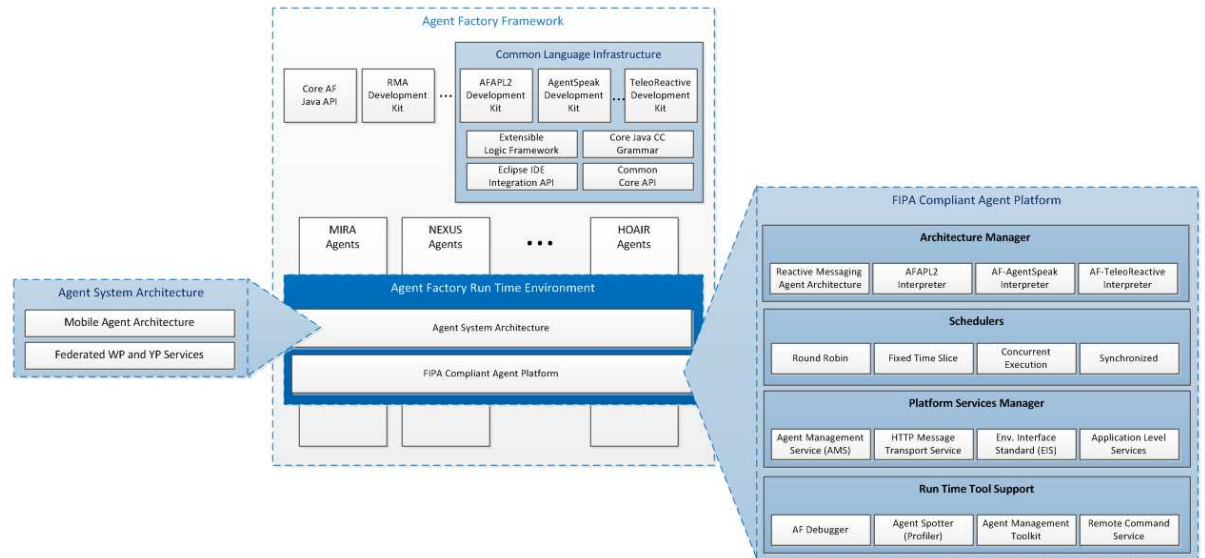 Agent Factory Framework
Common Language Infrastructure
Core AF
Java API
RMA
Development
Kit
...
AFAPL2
Development
Kit
AgentSpeak
Development
Kit
...
TeleoReactive
Development
Kit
Extensible
Logic Framework
Core Java CC
Grammar
Eclipse IDE
Integration API
Common
Core API
MIRA
Agents
NEXUS
Agents
...
HOAIR
Agents
Agent Factory Run Time Environment
Agent System Architecture
FIPA Compliant Agent Platform
Agent System Architecture
Mobile Agent Architecture
Federated WP and YP Services
FIPA Compliant Agent Platform
Architecture Manager
Reactive Messaging
Agent Architecture
AFAPL2
Interpreter
AF-AgentSpeak
Interpreter
AF-TeleoReactive
Interpreter
Schedulers
Round Robin
Fixed Time Slice
Concurrent
Execution
Synchronized
Platform Services Manager
Agent Management
Service (AMS)
HTTP Message
Transport Service
Env. Interface
Standard (EIS)
Application Level
Services
Run Time Tool Support
AF Debugger
Agent Spotter
(Profiler)
Agent Management
Toolkit
Remote Command
Service